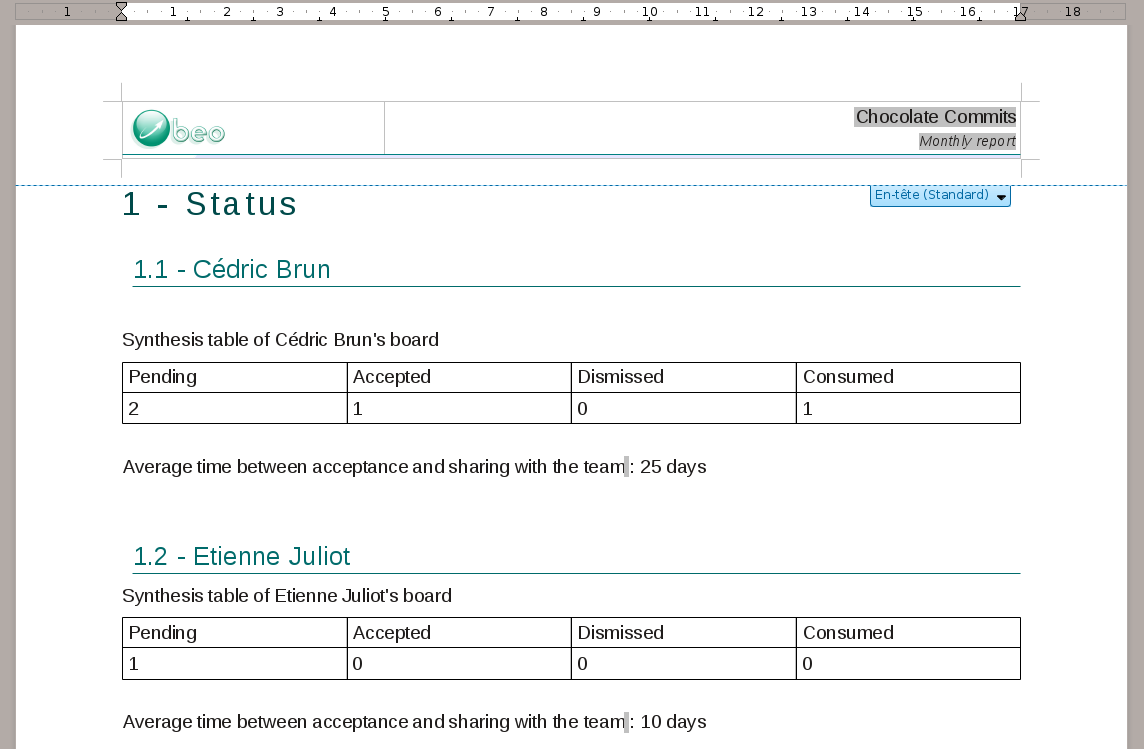 1 1 2 3 4 5 6 7 8 9 10 11 12 13 14 15 16 17 18
Obeo
Chocolate Commits
Monthly report
En-tête (Standard)
1 - Status
1.1 - Cédric Brun
Synthesis table of Cédric Brun's board
Pending Accepted Dismissed Consumed
2 1 0 1
Average time between acceptance and sharing with the team : 25 days
1.2 - Etienne Juliot
Synthesis table of Etienne Juliot's board
Pending Accepted Dismissed Consumed
1 0 0 0
Average time between acceptance and sharing with the team : 10 days